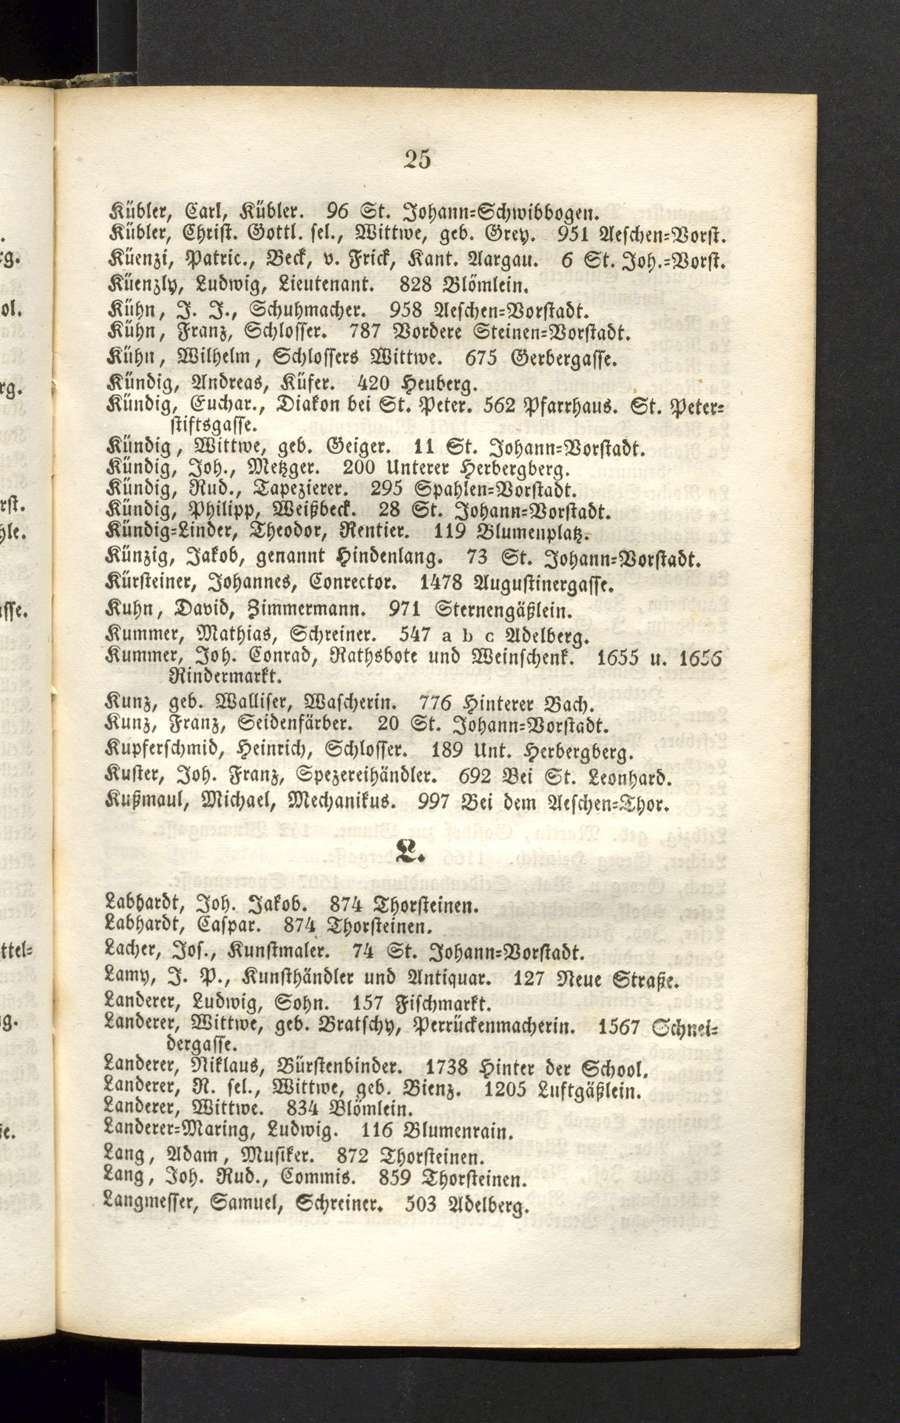 25
Kübler, Carl, Kübler. 96 St. Johann-Schwibbogen.
Kübler, Christ. Gottl. sel., Wittwe, geb. Grey. 951 Aeschen-Vorst.
Küenzi, Patric., Beck, v. Frick, Kant. Aargau. 6 St. Joh.-Vorst.
Küenzly, Ludwig, Lieutenant. 828 Blömlein.
Kühn, J. J., Schuhmacher. 958 Aeschen-Vorstadt.
Kühn, Franz, Schlosser. 787 Vordere Steinen-Vorstadt.
Kühn, Wilhelm, Schlossers Wittwe. 675 Gerbergasse.
Kündig, Andreas, Küfer. 420 Heuberg.
Kündig, Euchar., Diakon bei St. Peter. 562 Pfarrhaus. St. Peter-
stiftsgasse.
Kündig, Wittwe, geb. Geiger. 11 St. Johann-Vorstadt.
Kündig, Joh., Metzger. 200 Unterer Herbergberg.
Kündig, Rud., Tapezierer. 295 Spahlen-Vorstadt.
Kündig, Philipp, Weißbeck. 28 St. Johann-Vorstadt.
Kündig-Linder, Theodor, Rentier. 119 Blumenplatz.
Künzig, Jakob, genannt Hindenlang. 73 St. Johann-Vorstadt.
Kürsteiner, Johannes, Conrector. 1478 Augustinergasse.
Kuhn, David, Zimmermann. 971 Sternengäßlein.
Kummer, Mathias, Schreiner. 547 a b c Adelberg.
Kummer, Joh. Conrad, Rathsbote und Weinschenk. 1655 u. 1656
Rindermarkt.
Kunz, geb. Walliser, Wascherin. 776 Hinterer Bach.
Kunz, Franz, Seidenfärber. 20 St. Johann-Vorstadt.
Kupferschmid, Heinrich, Schlosser. 189 Unt. Herbergberg.
Kuster, Joh. Franz, Spezereihändler. 692 Bei St. Leonhard.
Kußmaul, Michael, Mechanikus. 997 Bei dem Aeschen-Thor.
L.
Labhardt, Joh. Jakob. 874 Thorsteinen.
Labhardt, Caspar. 874 Thorsteinen.
Lacher, Jos., Kunstmaler. 74 St. Johann-Vorstadt.
Lamy, J. P., Kunsthändler und Antiquar. 127 Neue Straße.
Landerer, Ludwig, Sohn. 157 Fischmarkt.
Landerer, Wittwe, geb. Bratschy, Perrückenmacherin. 1567 Schnei-
dergasse.
Landerer, Niklaus, Bürstenbinder. 1738 Hinter der School.
Landerer, N. sel., Wittwe, geb. Bienz. 1205 Luftgäßlein.
Landerer, Wittwe. 834 Blömlein.
Landerer-Maring, Ludwig. 116 Blumenrain.
Lang, Adam, Musiker. 872 Thorsteinen.
Lang, Joh. Rud., Commis. 859 Thorsteinen.
Langmesser, Samuel, Schreiner. 503 Adelberg.